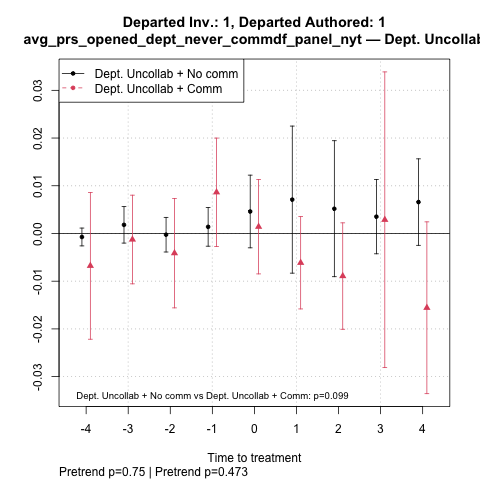 Departed Inv.: 1, Departed Authored: 1
avg_prs_opened_dept_never_commdf_panel_nyt — Dept. Uncollab
Dept. Uncollab + No comm
Dept. Uncollab + Comm
0.03
0.02
0.01
0.00
-0.01
-0.02
-0.03
Dept. Uncollab + No comm vs Dept. Uncollab + Comm: p=0.099
-4 -3 -2 -1 0 1 2 3 4
Time to treatment
Pretrend p=0.75 | Pretrend p=0.473